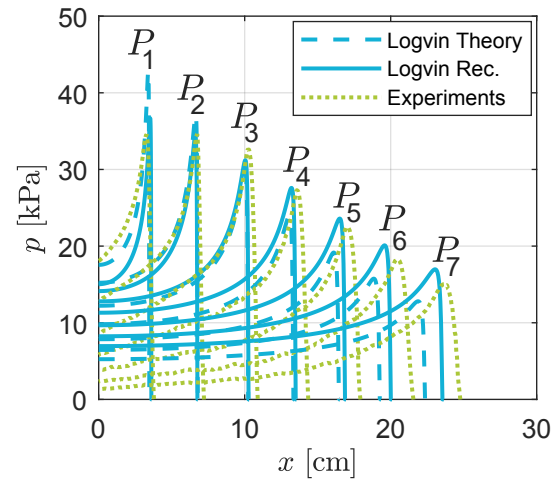 50
40
30
20
10
0
p [kPa]
P1
P2
P3
P4
P5
P6
P7
Logvin Theory
Logvin Rec.
Experiments
0
10
20
30
x [cm]